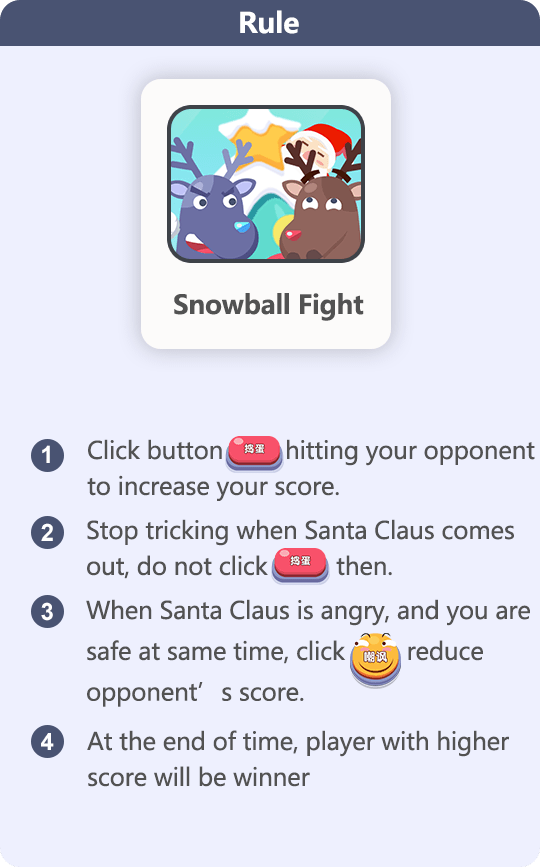 Rule
Snowball Fight
1 Click button 捣蛋 hitting your opponent
to increase your score.
2 Stop tricking when Santa Claus comes
out, do not click 捣蛋 then.
3 When Santa Claus is angry, and you are
safe at same time, click 嘲讽 reduce
opponent’ s score.
4 At the end of time, player with higher
score will be winner